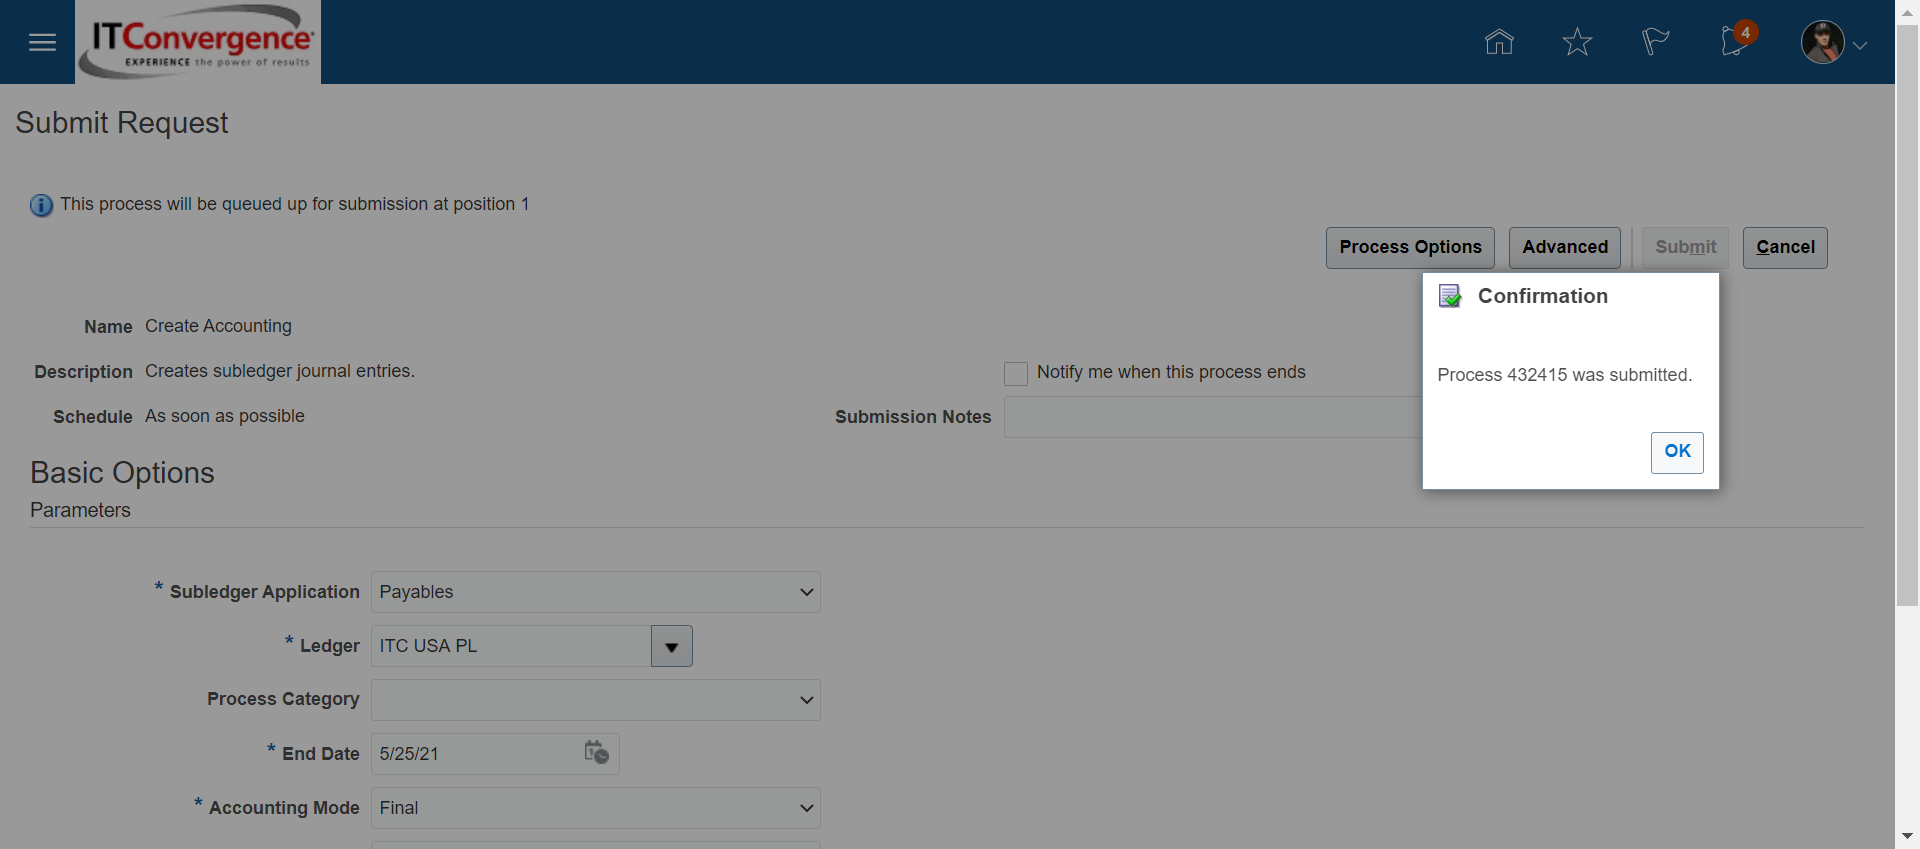 ITConvergence
EXPERIENCE the power of results
4
Submit Request
This process will be queued up for submission at position 1
Process Options
Advanced
Submit
Cancel
Confirmation
Process 432415 was submitted.
OK
Name Create Accounting
Description Creates subledger journal entries.
Notify me when this process ends
Schedule As soon as possible
Submission Notes
Basic Options
Parameters
* Subledger Application Payables
* Ledger ITC USA PL
Process Category
* End Date 5/25/21
* Accounting Mode Final